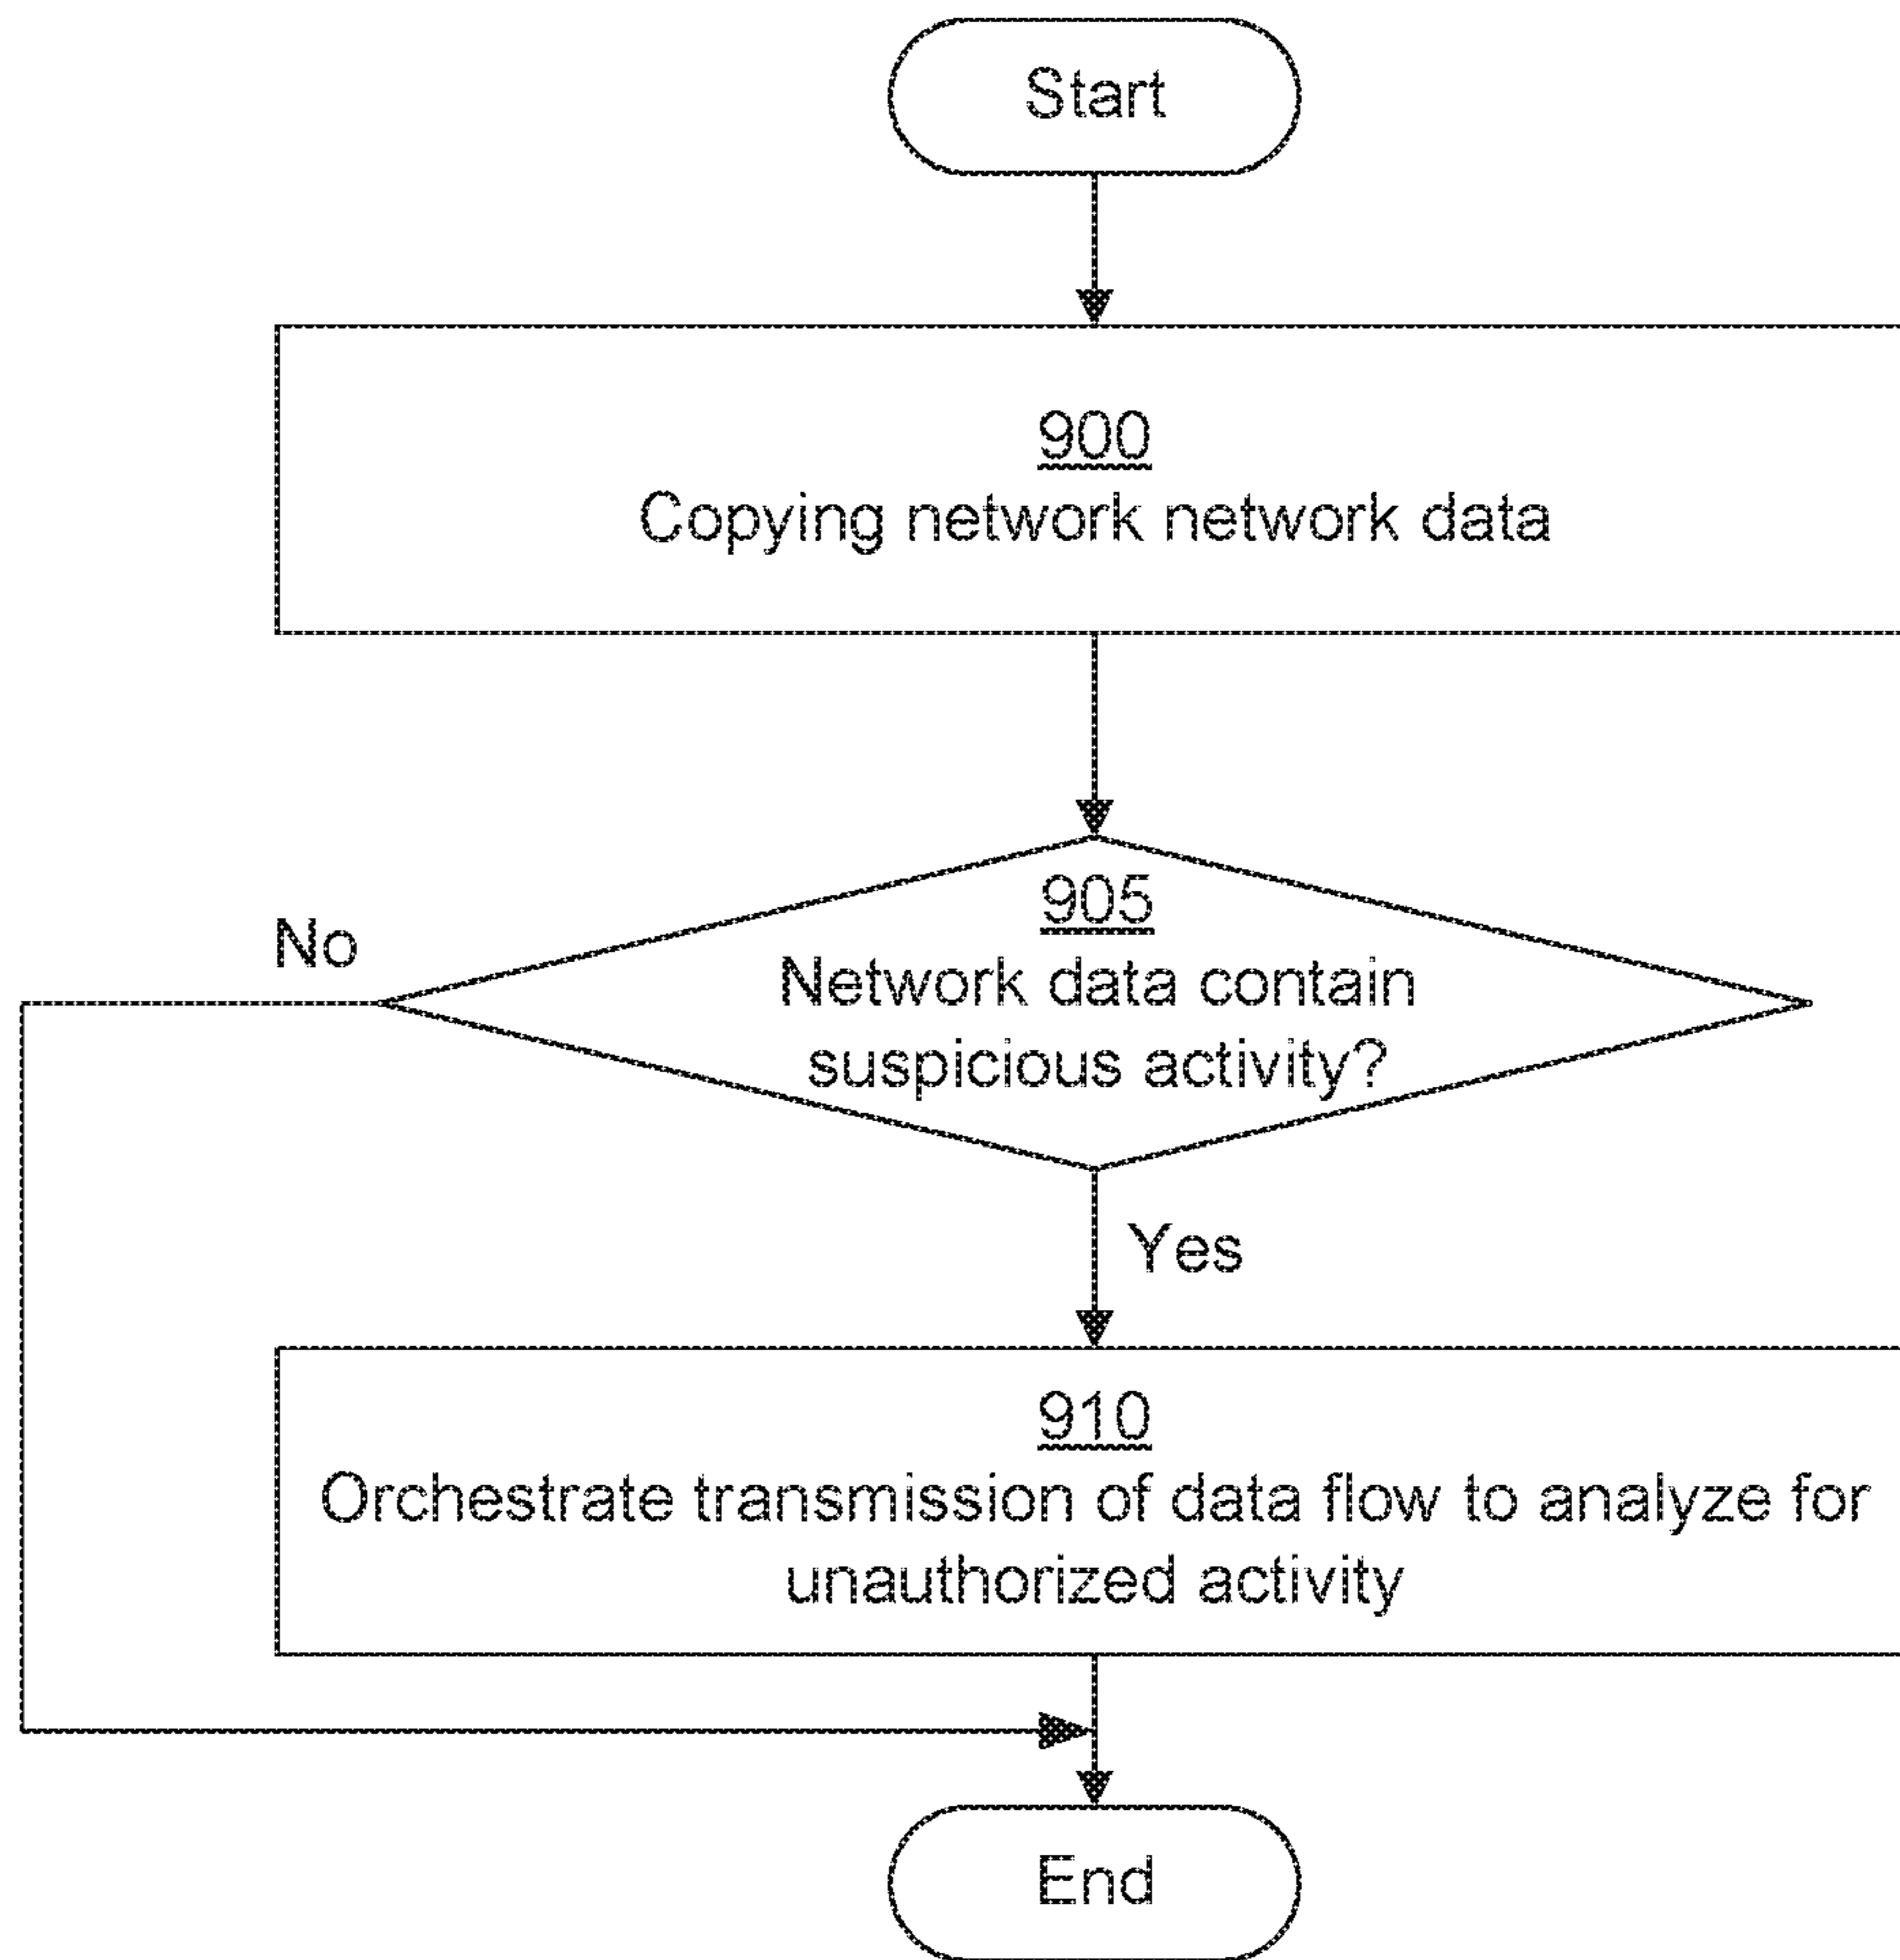 Start
900
Copying network network data
905
Network data contain
suspicious activity?
No
Yes
910
Orchestrate transmission of data flow to analyze for
unauthorized activity
End